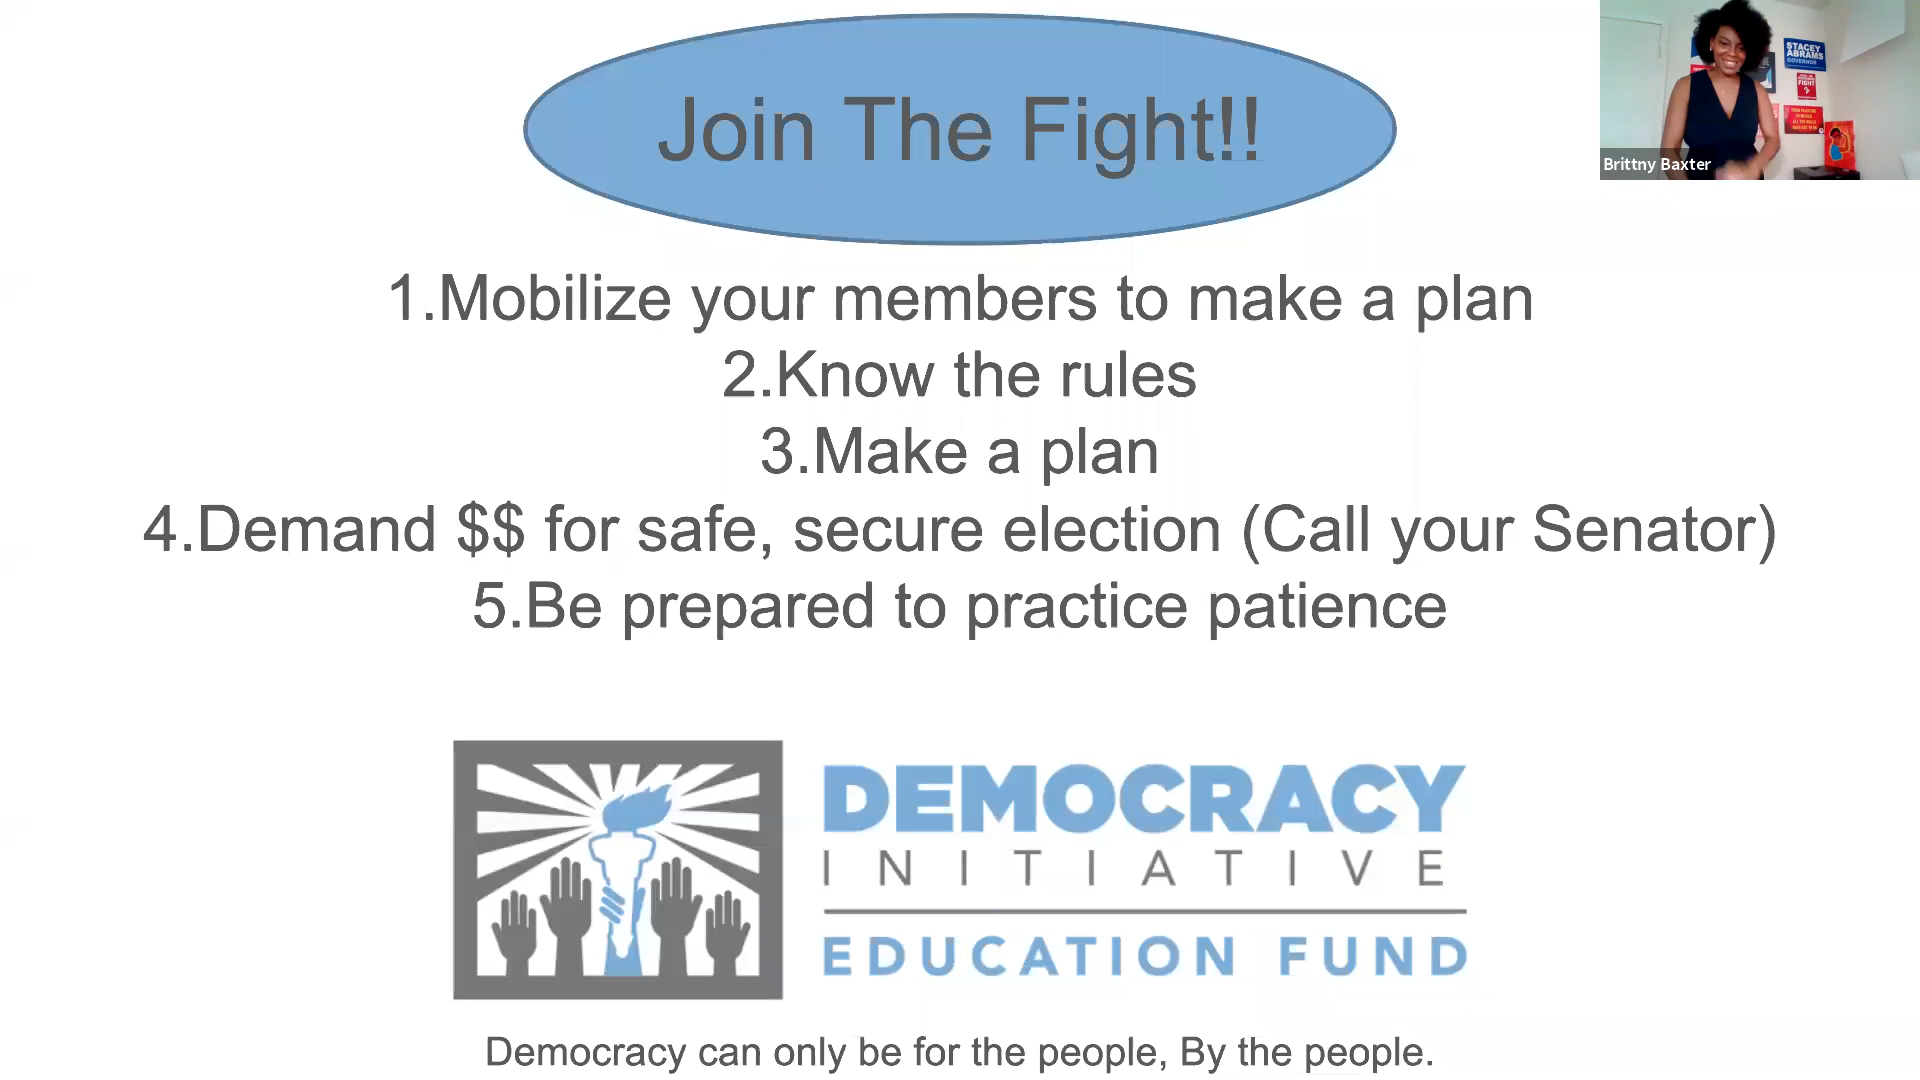 Join The Fight!!
STACEY
ABRAMS
GOVERNOR
FIGHT
Brittny Baxter
1.Mobilize your members to make a plan
2.Know the rules
3.Make a plan
4.Demand $$ for safe, secure election (Call your Senator)
5.Be prepared to practice patience
DEMOCRACY
INITIATIVE
EDUCATION FUND
Democracy can only be for the people, By the people.